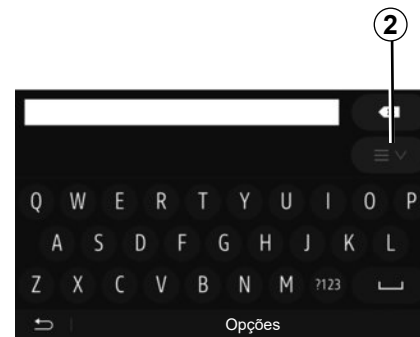 2
Q W E R T Y U I O P
A S D F G H J K L
Z X C V B N M ?123
Opções